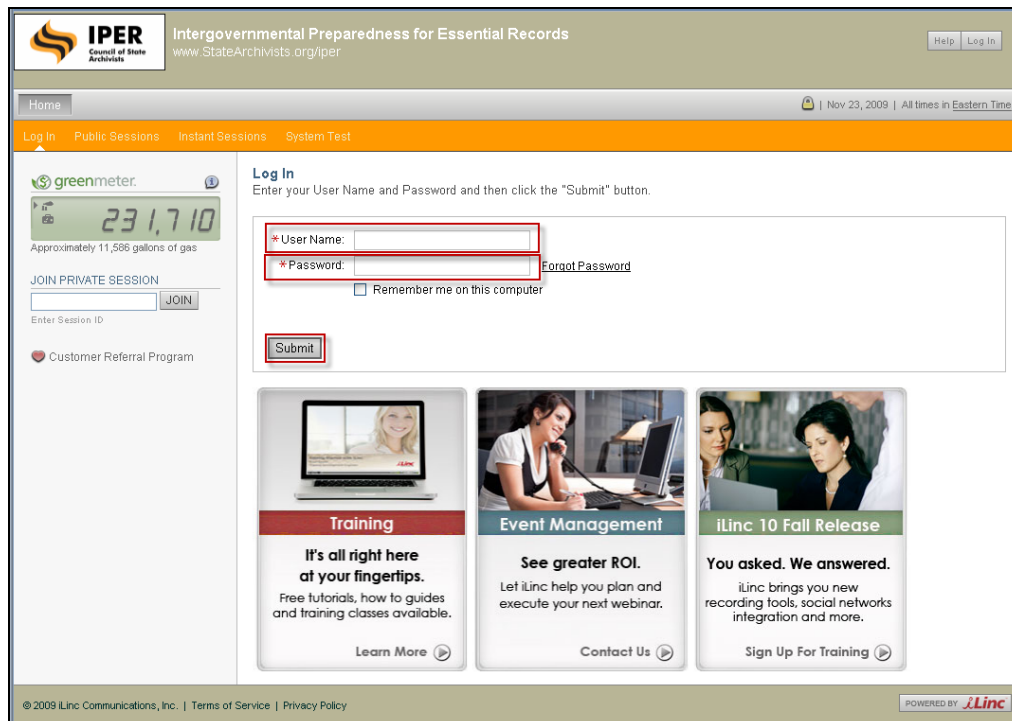 IPER
Council of State
Archivists
Intergovernmental Preparedness for Essential Records
www.StateArchivists.org/iper
Help
Log In
Home
| Nov 23, 2009 | All times in Eastern Time
Log In
Public Sessions
Instant Sessions
System Test
greenmeter.
231,710
Approximately 11,586 gallons of gas
JOIN PRIVATE SESSION
JOIN
Enter Session ID
Customer Referral Program
Log In
Enter your User Name and Password and then click the "Submit" button.
*User Name:
*Password:
Forgot Password
Remember me on this computer
Submit
Training
It's all right here
at your fingertips.
Free tutorials, how to guides
and training classes available.
Learn More
Event Management
See greater ROI.
Let iLinc help you plan and
execute your next webinar.
Contact Us
iLinc 10 Fall Release
You asked. We answered.
iLinc brings you new
recording tools, social networks
integration and more.
Sign Up For Training
© 2009 iLinc Communications, Inc. | Terms of Service | Privacy Policy
POWERED BY iLinc